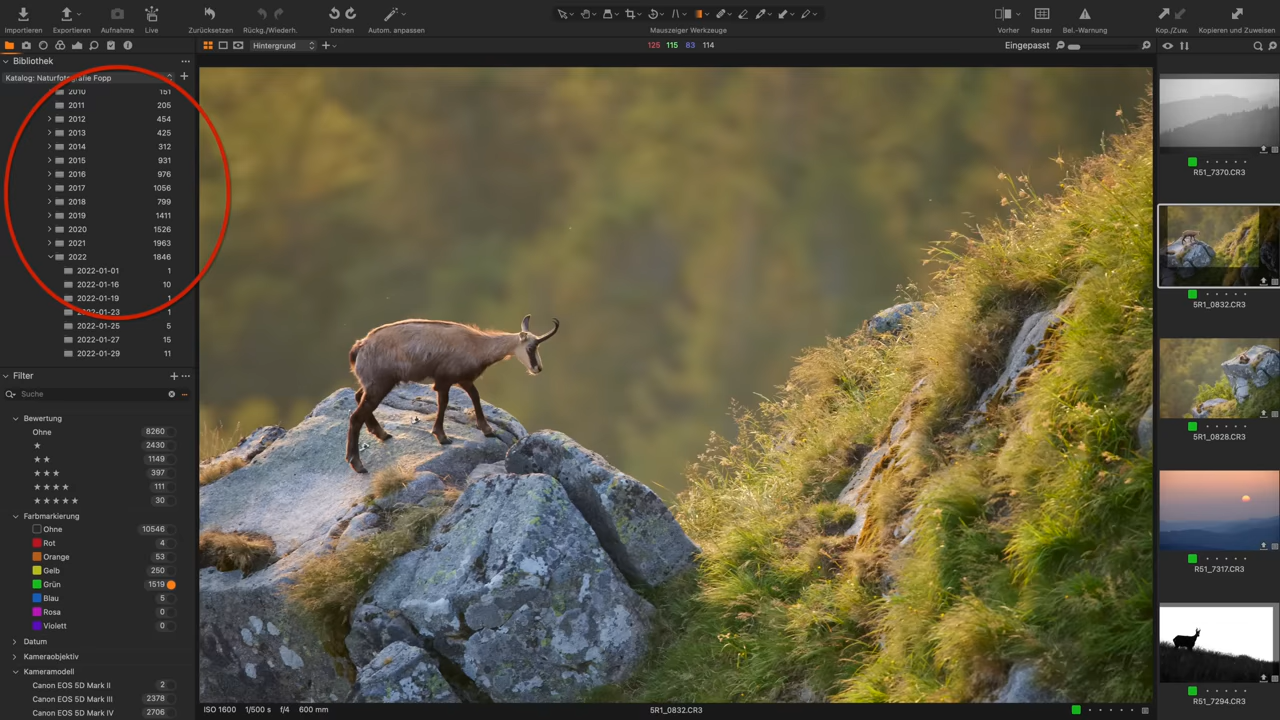 Importieren Exportieren Aufnahme Live Zurücksetzen Rückg./Wiederh. Drehen Autom. anpassen Mauszeiger Werkzeuge Vorher Raster Bel.-Warnung Kop./Zuw. Kopieren und Zuweisen
Hintergrund 125 115 83 114 Eingepasst
Bibliothek
Katalog: Naturfotografie Fopp
2010 151
2011 205
2012 454
2013 425
2014 312
2015 931
2016 976
2017 1056
2018 799
2019 1411
2020 1526
2021 1963
2022 1846
2022-01-01 1
2022-01-16 10
2022-01-19 1
2022-01-23 1
2022-01-25 5
2022-01-27 15
2022-01-29 11
Filter
Suche
Bewertung
Ohne 8260
★ 2430
★ ★ 1149
★ ★ ★ 397
★ ★ ★ ★ 111
★ ★ ★ ★ ★ 30
Farbmarkierung
Ohne 10546
Rot 4
Orange 53
Gelb 250
Grün 1519
Blau 5
Rosa 0
Violett 0
Datum
Kameraobjektiv
Kameramodell
Canon EOS 5D Mark II 2
Canon EOS 5D Mark III 2378
Canon EOS 5D Mark IV 2706
ISO 1600 1/500 s f/4 600 mm
5R1_0832.CR3
R51_7370.CR3
5R1_0832.CR3
5R1_0828.CR3
R51_7317.CR3
R51_7294.CR3